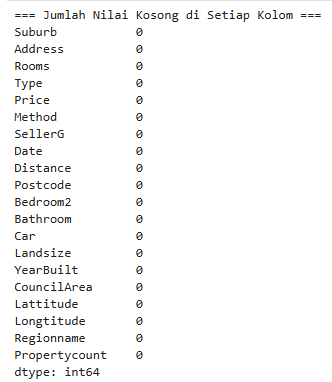 === Jumlah Nilai Kosong di Setiap Kolom ===
Suburb 0
Address 0
Rooms 0
Type 0
Price 0
Method 0
SellerG 0
Date 0
Distance 0
Postcode 0
Bedroom2 0
Bathroom 0
Car 0
Landsize 0
YearBuilt 0
CouncilArea 0
Lattitude 0
Longtitude 0
Regionname 0
Propertycount 0
dtype: int64